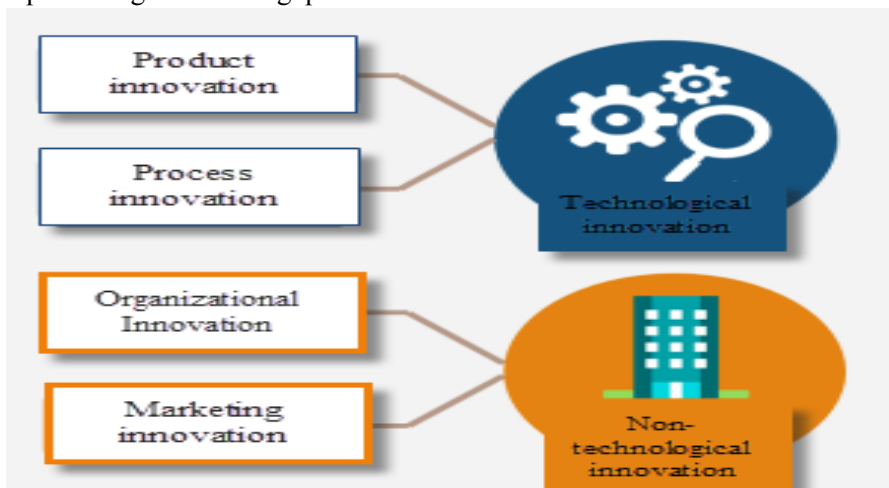 Product
innovation
Process
innovation
Technological
innovation
Organizational
Innovation
Marketing
innovation
Non-
technological
innovation